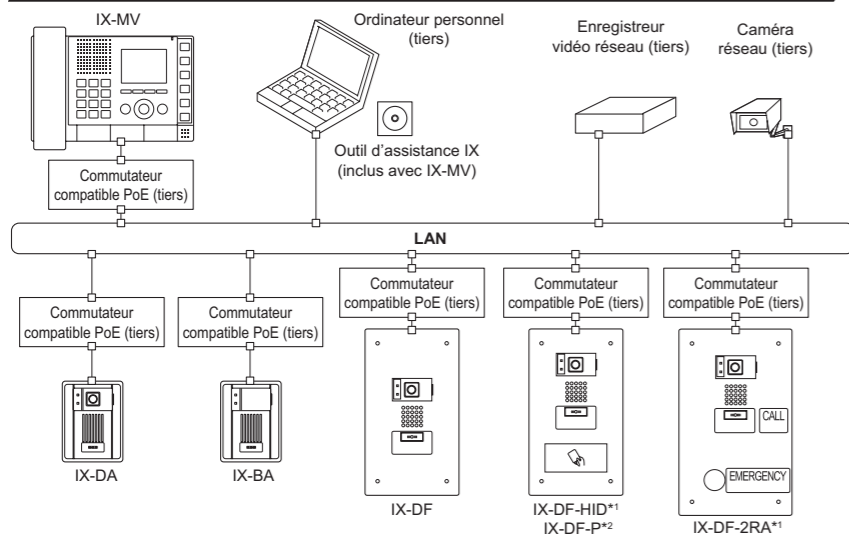 IX-MV
Ordinateur personnel
(tiers)
Enregistreur
vidéo réseau (tiers)
Caméra
réseau (tiers)
Outil d'assistance IX
(inclus avec IX-MV)
Commutateur
compatible PoE (tiers)
LAN
Commutateur
compatible PoE (tiers)
Commutateur
compatible PoE (tiers)
Commutateur
compatible PoE (tiers)
Commutateur
compatible PoE (tiers)
Commutateur
compatible PoE (tiers)
CALL
EMERGENCY
IX-DA
IX-BA
IX-DF
IX-DF-HID*1
IX-DF-P*2
IX-DF-2RA*1